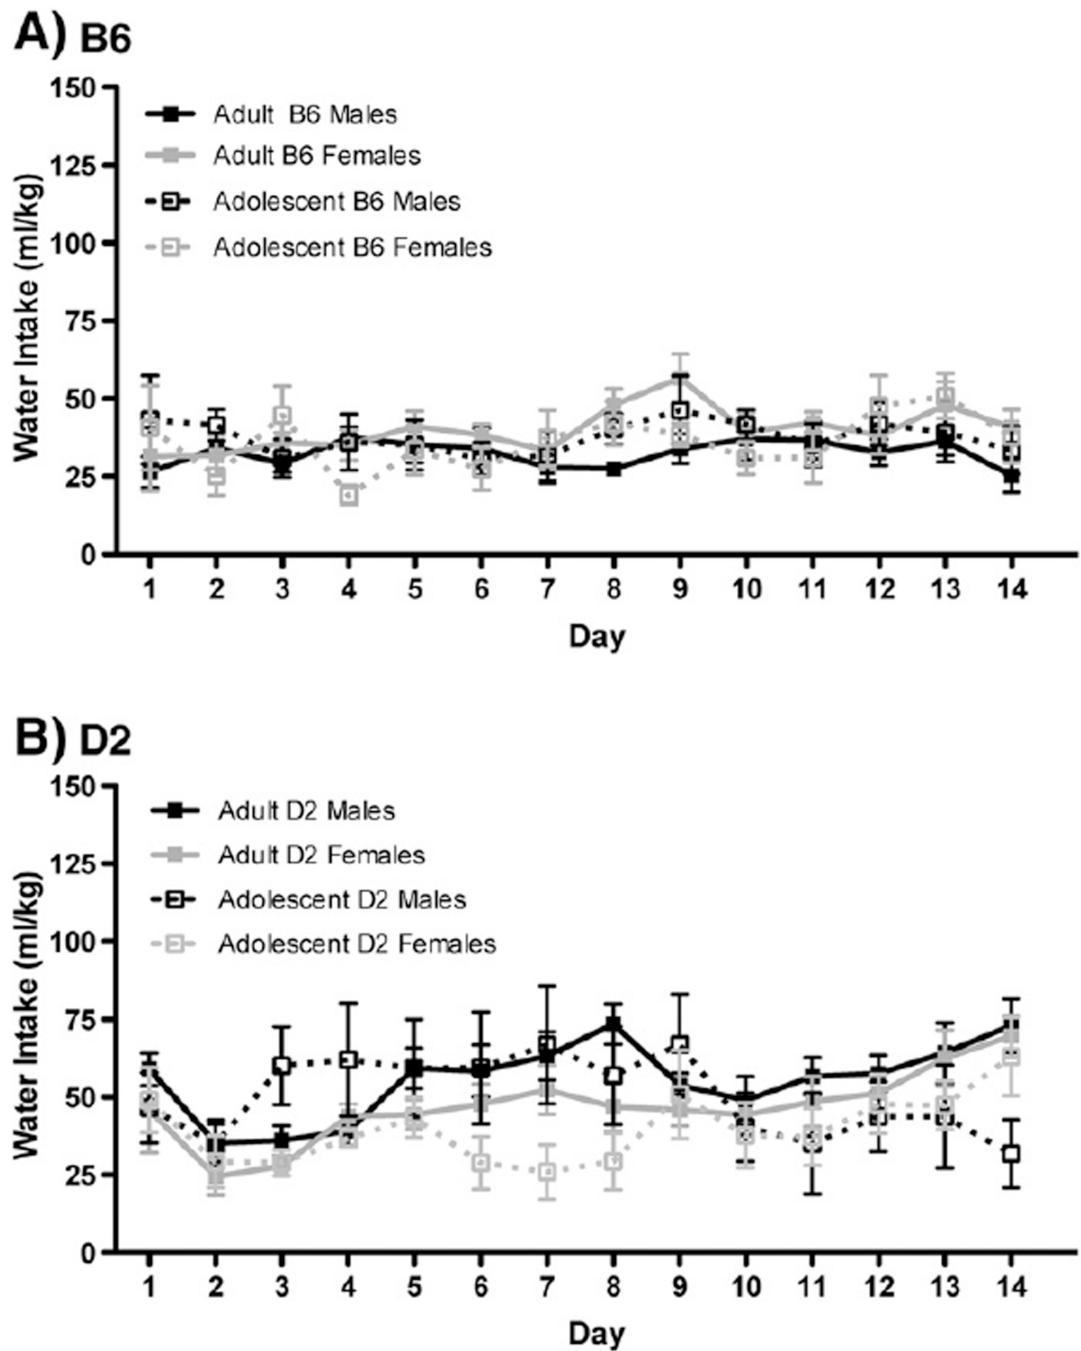 A) B6
150
125
100
75
50
25
0
Water Intake (ml/kg)
Adult B6 Males
Adult B6 Females
Adolescent B6 Males
Adolescent B6 Females
1 2 3 4 5 6 7 8 9 10 11 12 13 14
Day
B) D2
150
125
100
75
50
25
0
Water Intake (ml/kg)
Adult D2 Males
Adult D2 Females
Adolescent D2 Males
Adolescent D2 Females
1 2 3 4 5 6 7 8 9 10 11 12 13 14
Day